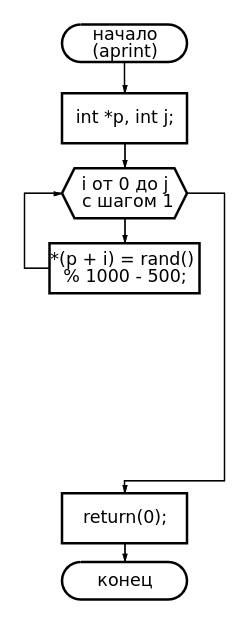 начало
(aprint)
int *p, int j;
i от 0 до j
с шагом 1
*(p + i) = rand()
% 1000 - 500;
return(0);
конец